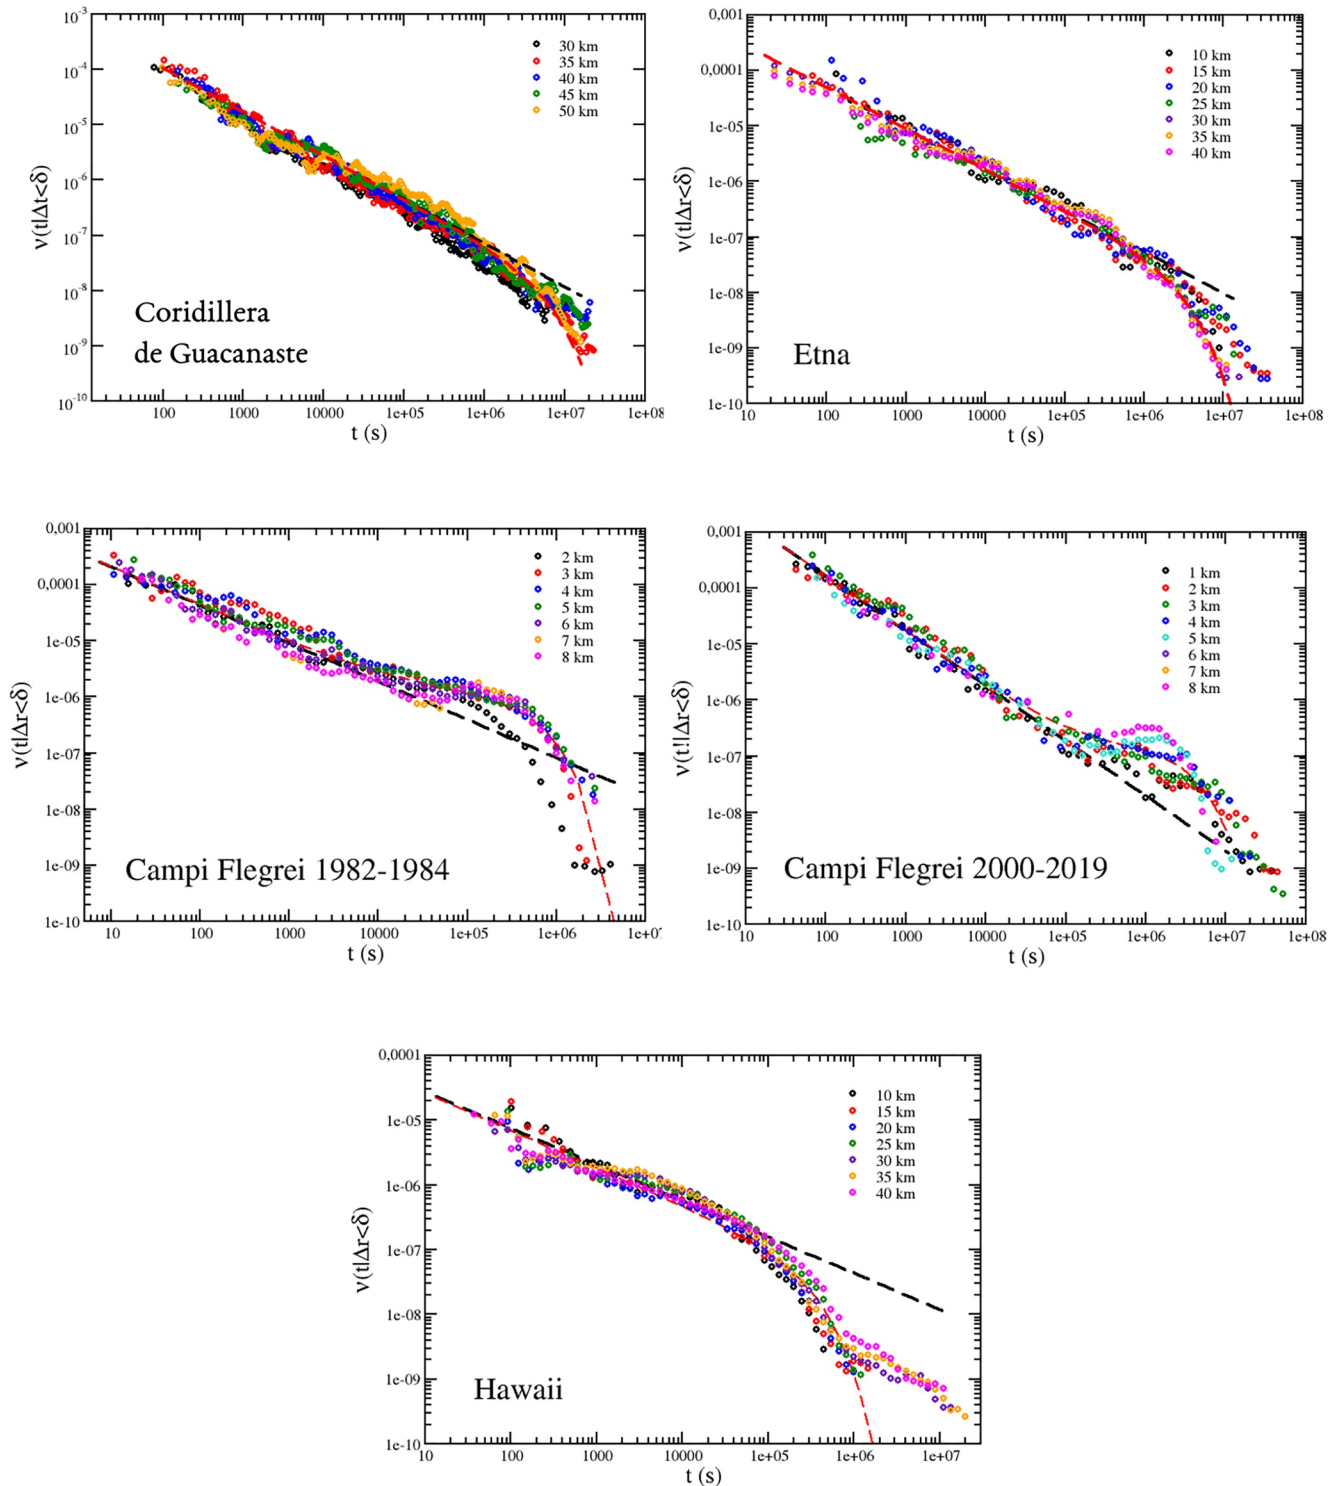 10^-3
10^-4
10^-5
10^-6
10^-7
10^-8
10^-9
10^-10
ν(t|Δt<δ)
30 km
35 km
40 km
45 km
50 km
Coridillera
de Guacanaste
100
1000
10000
1e+05
1e+06
1e+07
1e+08
t (s)
0,001
0,0001
1e-05
1e-06
1e-07
1e-08
1e-09
1e-10
ν(t|Δr<δ)
10 km
15 km
20 km
25 km
30 km
35 km
40 km
Etna
10
100
1000
10000
1e+05
1e+06
1e+07
1e+08
t (s)
0,001
0,0001
1e-05
1e-06
1e-07
1e-08
1e-09
1e-10
ν(t|Δr<δ)
2 km
3 km
4 km
5 km
6 km
7 km
8 km
Campi Flegrei 1982-1984
10
100
1000
10000
1e+05
1e+06
t (s)
0,001
0,0001
1e-05
1e-06
1e-07
1e-08
1e-09
1e-10
ν(t!|Δr<δ)
1 km
2 km
3 km
4 km
5 km
6 km
7 km
8 km
Campi Flegrei 2000-2019
10
100
1000
10000
1e+05
1e+06
1e+07
1e+08
t (s)
0,0001
1e-05
1e-06
1e-07
1e-08
1e-09
1e-10
ν(t|Δr<δ)
10 km
15 km
20 km
25 km
30 km
35 km
40 km
Hawaii
10
100
1000
10000
1e+05
1e+06
1e+07
t (s)